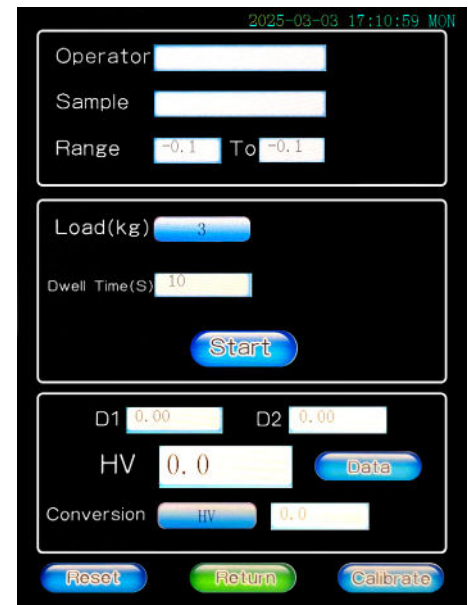 2025-03-03 17:10:59 MON
Operator
Sample
Range -0.1 To -0.1
Load(kg) 3
Dwell Time(S) 10
Start
D1 0.00 D2 0.00
HV 0.0 Data
Conversion HV 0.0
Reset Return Calibrate